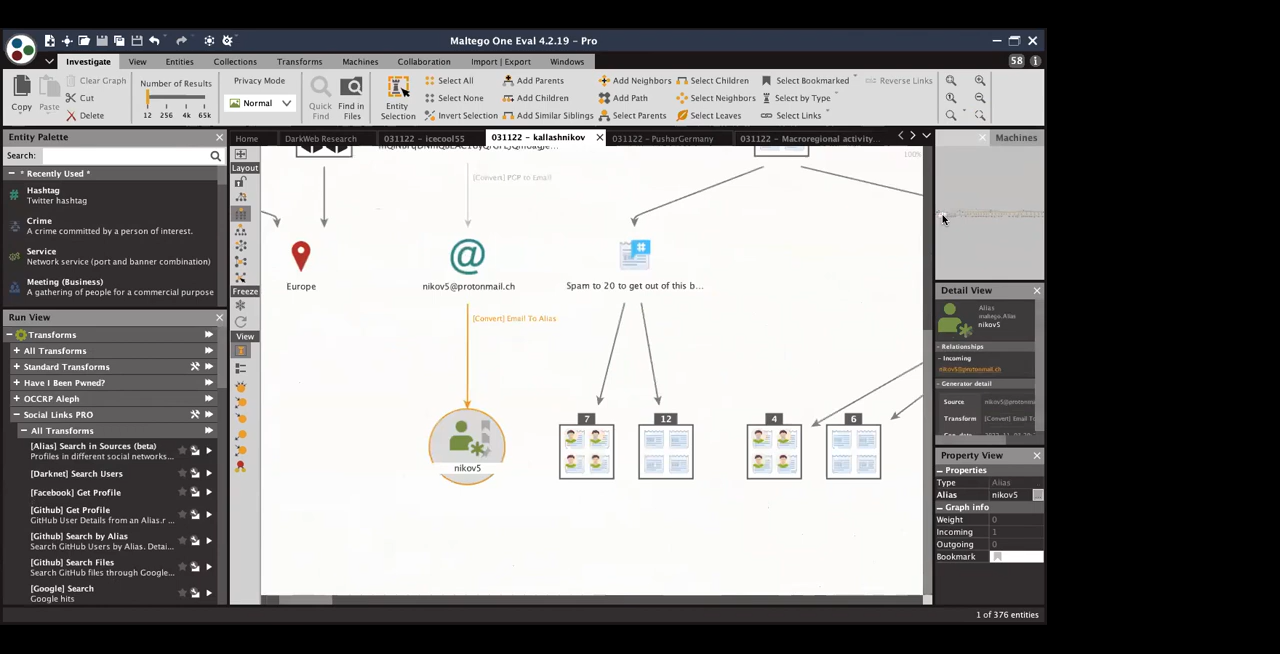 Maltego One Eval 4.2.19 - Pro
Investigate View Entities Collections Transforms Machines Collaboration Import | Export Windows
58
Copy
Paste
Clear Graph
Cut
Delete
Number of Results
12 256 4k 65k
Privacy Mode
Normal
Quick Find
Find in Files
Entity Selection
Select All
Select None
Invert Selection
Add Parents
Add Children
Add Similar Siblings
Add Neighbors
Add Path
Select Parents
Select Children
Select Neighbors
Select Leaves
Select Bookmarked
Select by Type
Select Links
Reverse Links
Entity Palette
Search:
* Recently Used *
Hashtag
Twitter hashtag
Crime
A crime committed by a person of interest.
Service
Network service (port and banner combination)
Meeting (Business)
A gathering of people for a commercial purpose
Run View
Transforms
All Transforms
Standard Transforms
Have I Been Pwned?
OCCRP Aleph
Social Links PRO
All Transforms
[Alias] Search in Sources (beta)
Profiles in different social networks...
[Darknet] Search Users
[Facebook] Get Profile
[Github] Get Profile
GitHub User Details from an Alias.r ...
[Github] Search by Alias
Search GitHub Users by Alias. Detai...
[Github] Search Files
Search GitHub files through Google...
[Google] Search
Google hits
Home
DarkWeb Research
031122 - icecool55
031122 - kallashnikov
031122 - PusharGermany
031122 - Macroregional activity...
Layout
Freeze
View
100%
[Convert] PGP to Email
Europe
nikov5@protonmail.ch
Spam to 20 to get out of this b...
[Convert] Email To Alias
7
12
4
6
nikov5
Machines
Detail View
Alias
maltego.Alias
nikov5
Relationships
Incoming
nikov5@protonmail.ch
Generator detail
Source
Transform [Convert] Email T
Property View
Properties
Type Alias
Alias nikov5
Graph info
Weight 0
Incoming 1
Outgoing 0
Bookmark
1 of 376 entities